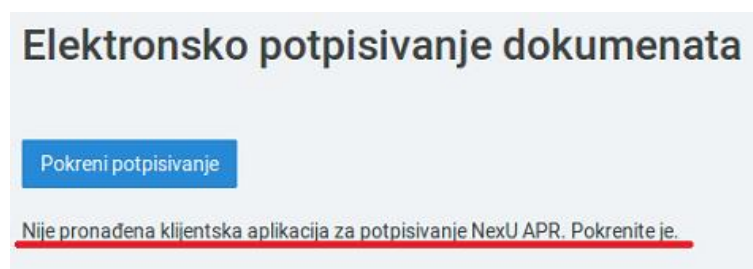 Elektronsko potpisivanje dokumenata
Pokreni potpisivanje
Nije pronađena klijentska aplikacija za potpisivanje NexU APR. Pokrenite je.